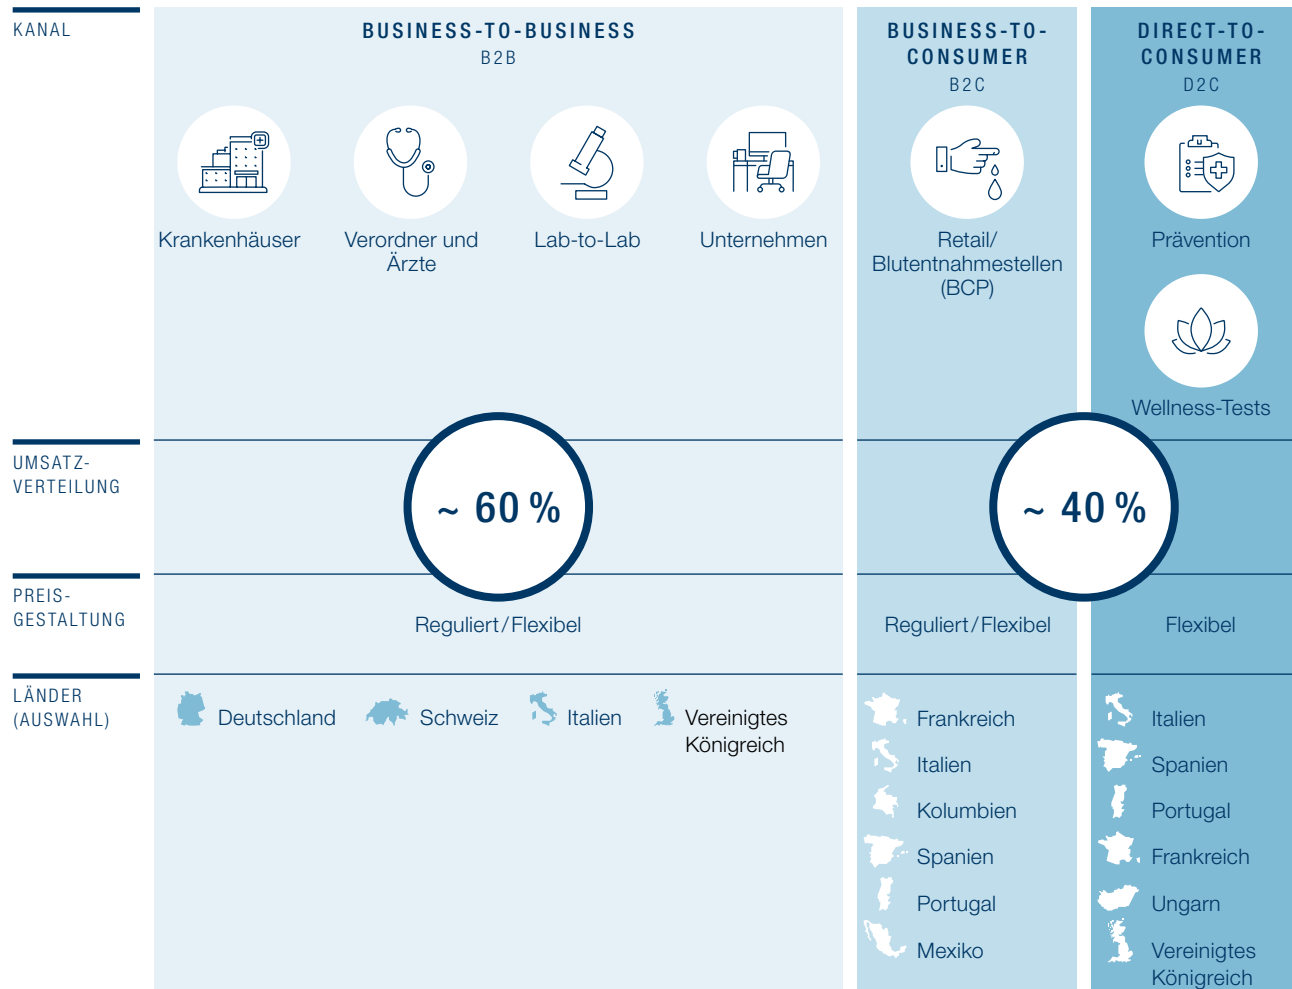 KANAL
BUSINESS-TO-BUSINESS
B2B
Krankenhäuser
Verordner und
Ärzte
Lab-to-Lab
Unternehmen
BUSINESS-TO-
CONSUMER
B2C
Retail/
Blutentnahmestellen
(BCP)
DIRECT-TO-
CONSUMER
D2C
Prävention
Wellness-Tests
UMSATZ-
VERTEILUNG
~ 60 %
~ 40 %
PREIS-
GESTALTUNG
Reguliert/Flexibel
Reguliert/Flexibel
Flexibel
LÄNDER
(AUSWAHL)
Deutschland
Schweiz
Italien
Vereinigtes
Königreich
Frankreich
Italien
Kolumbien
Spanien
Portugal
Mexiko
Italien
Spanien
Portugal
Frankreich
Ungarn
Vereinigtes
Königreich